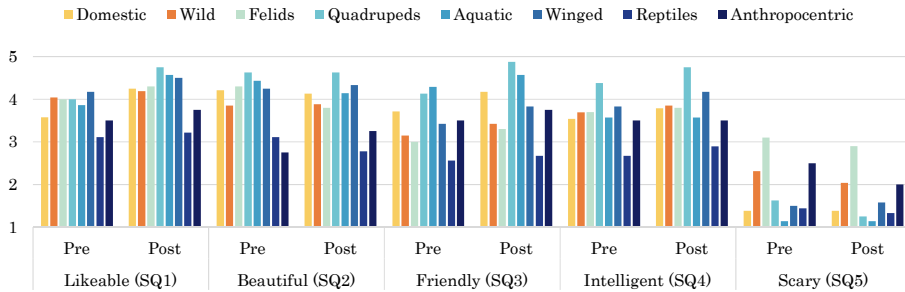 Domestic Wild Felids Quadrupeds Aquatic Winged Reptiles Anthropocentric
5
4
3
2
1
Pre Post Pre Post Pre Post Pre Post Pre Post
Likeable (SQ1) Beautiful (SQ2) Friendly (SQ3) Intelligent (SQ4) Scary (SQ5)